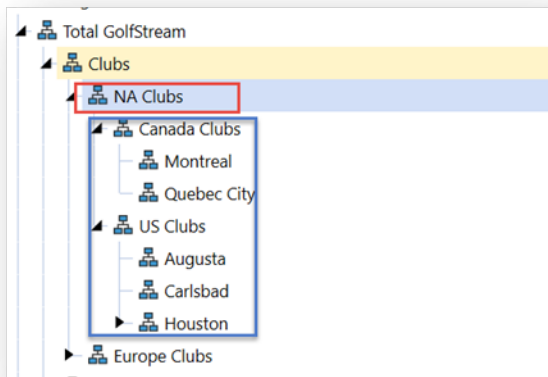 Total GolfStream
Clubs
NA Clubs
Canada Clubs
Montreal
Quebec City
US Clubs
Augusta
Carlsbad
Houston
Europe Clubs